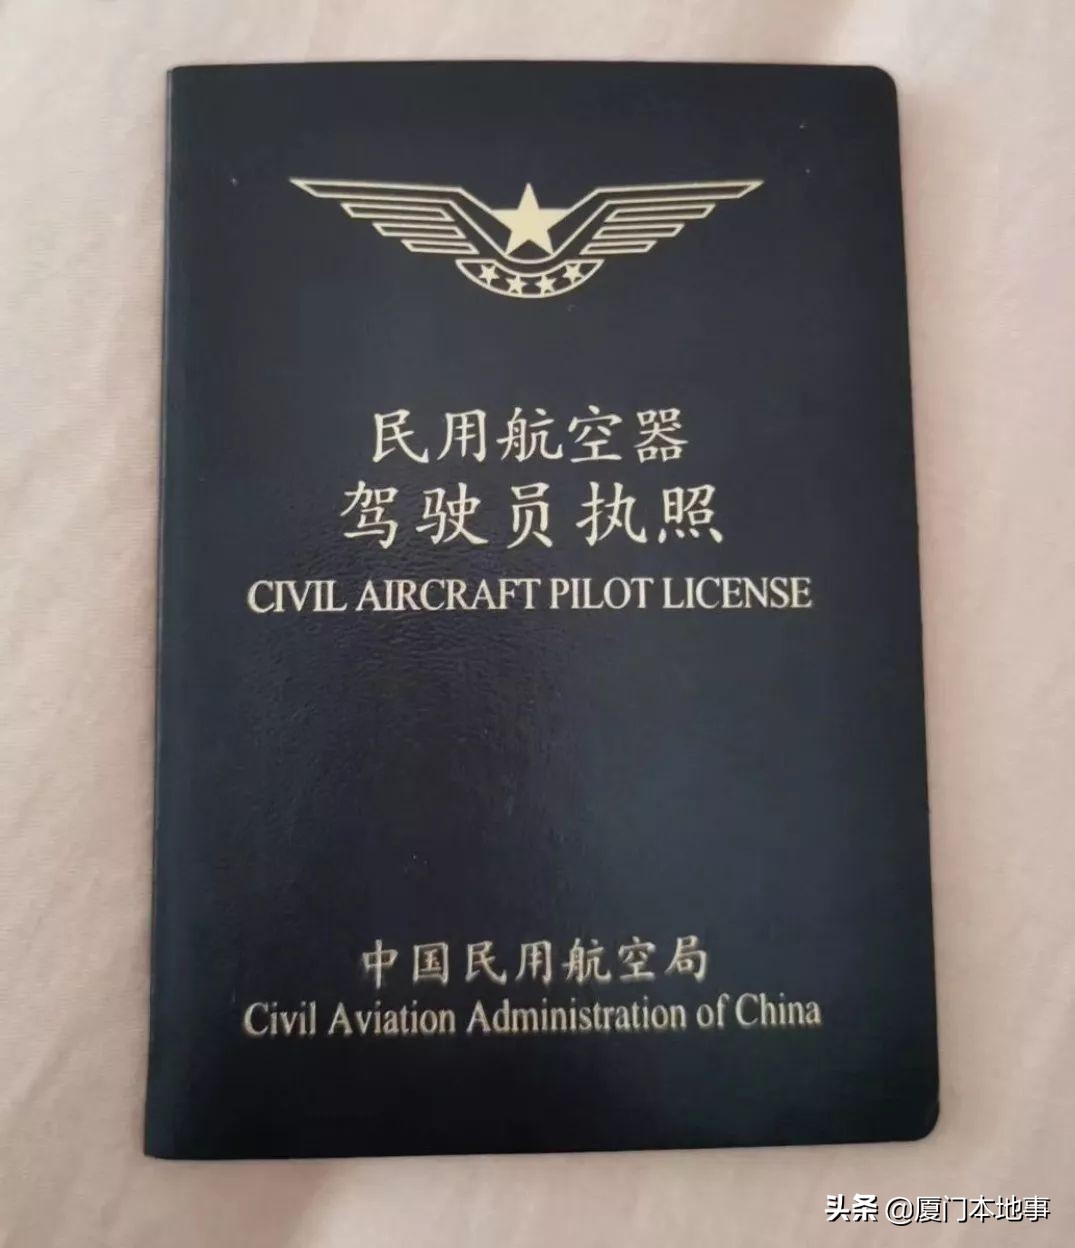 民用航空器
驾驶员执照
CIVIL AIRCRAFT PILOT LICENSE
中国民用航空局
Civil Aviation Administration of China
头条 @厦门本地事